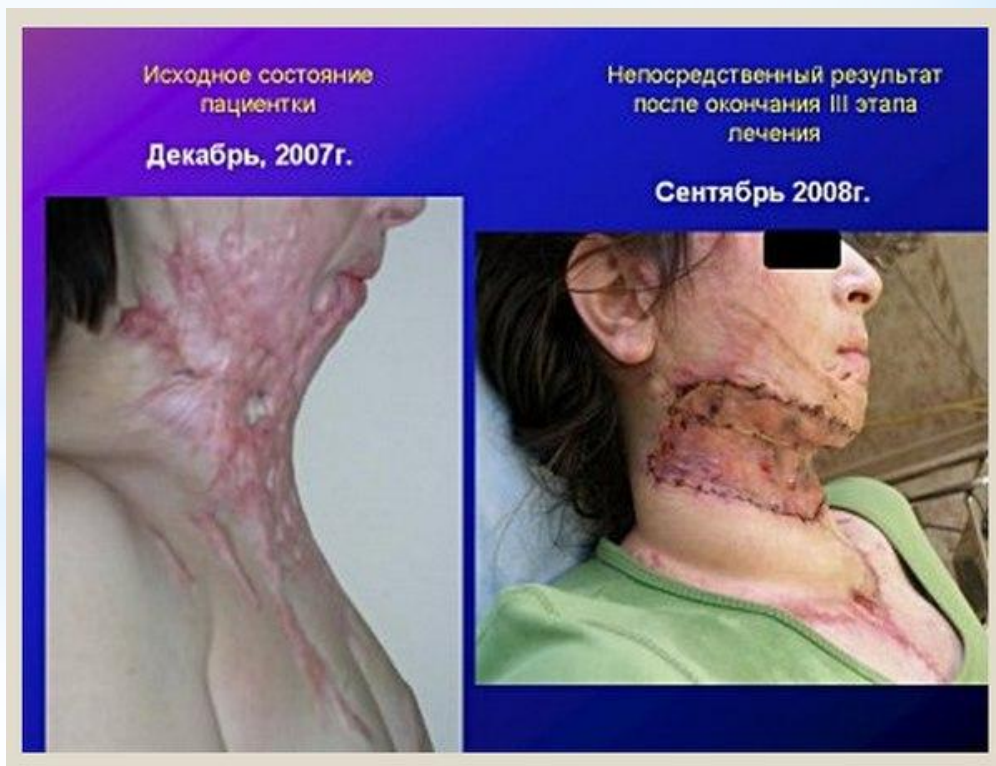 Исходное состояние
пациентки
Декабрь, 2007г.
Непосредственный результат
после окончания III этапа
лечения
Сентябрь 2008г.